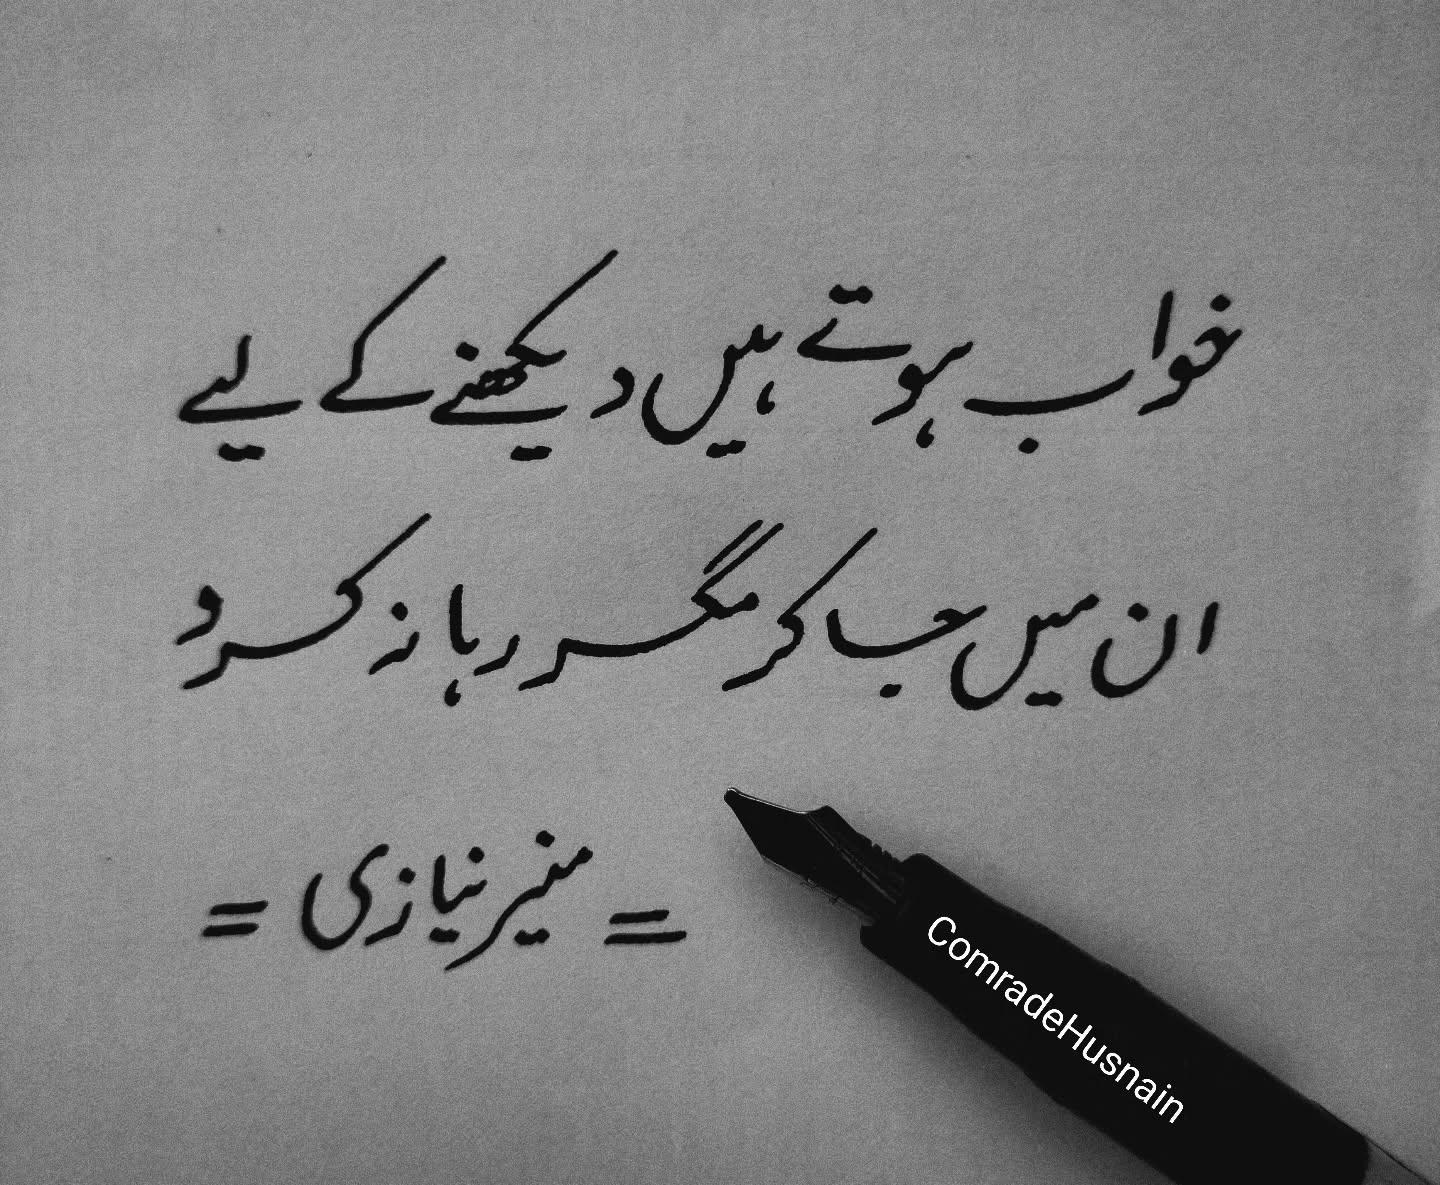 خواب ہوتے ہیں دیکھنے کے لیے
ان میں جا کر مگر رہا نہ کرو
= منیر نیازی =
ComradeHusnain